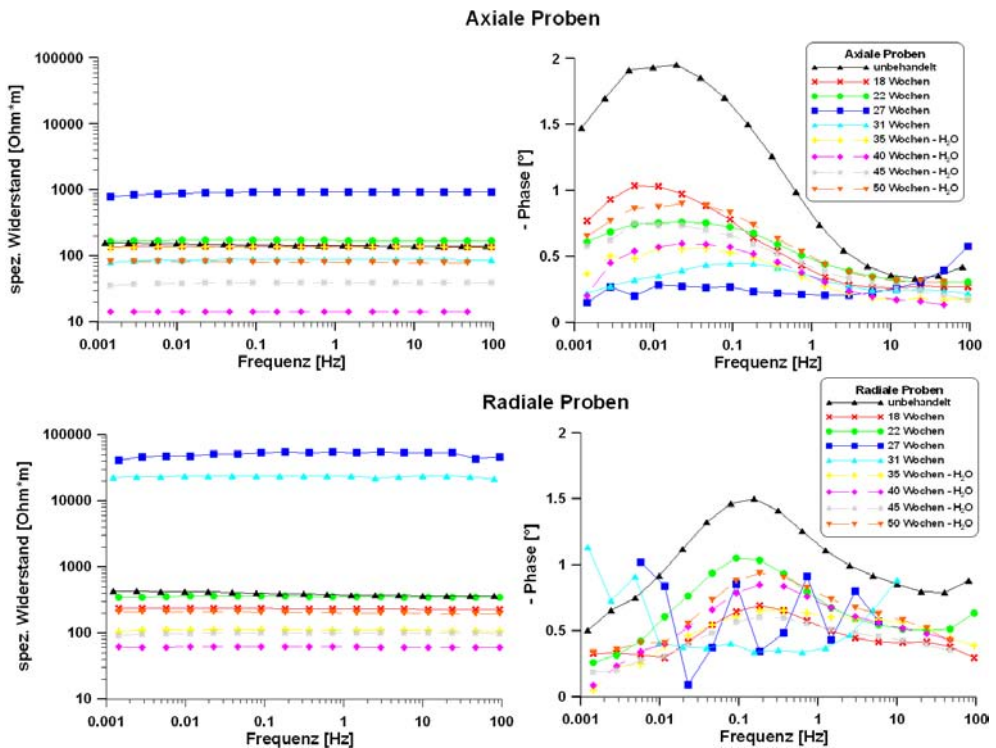 Axiale Proben
spez. Widerstand [Ohm*m]
100000
10000
1000
100
10
0.001 0.01 0.1 1 10 100
Frequenz [Hz]
- Phase [°]
2
1.5
1
0.5
0
0.001 0.01 0.1 1 10 100
Frequenz [Hz]
Axiale Proben
unbehandelt
18 Wochen
22 Wochen
27 Wochen
31 Wochen
35 Wochen - H₂O
40 Wochen - H₂O
45 Wochen - H₂O
50 Wochen - H₂O
Radiale Proben
spez. Widerstand [Ohm*m]
100000
10000
1000
100
10
0.001 0.01 0.1 1 10 100
Frequenz [Hz]
- Phase [°]
2
1.5
1
0.5
0
0.001 0.01 0.1 1 10 100
Frequenz [Hz]
Radiale Proben
unbehandelt
18 Wochen
22 Wochen
27 Wochen
31 Wochen
35 Wochen - H₂O
40 Wochen - H₂O
45 Wochen - H₂O
50 Wochen - H₂O